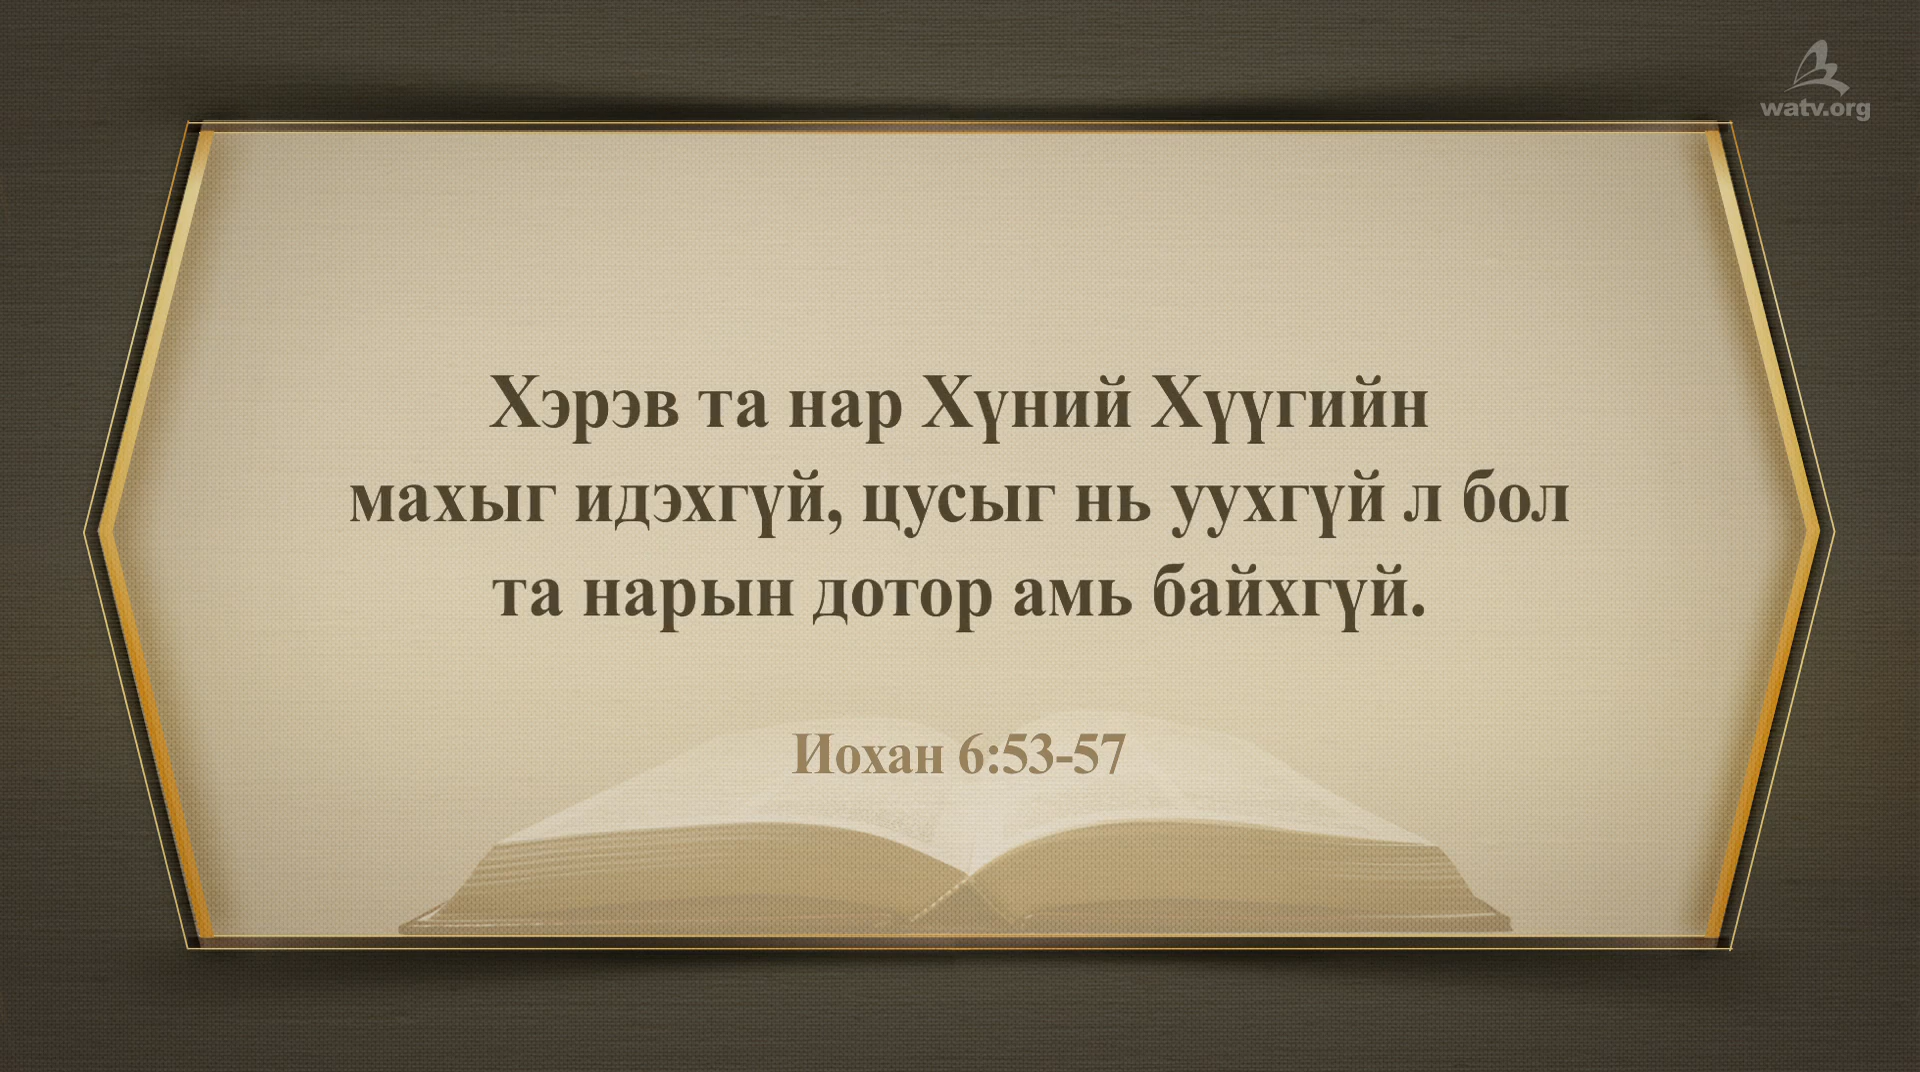 watv.org
Хэрэв та нар Хүний Хүүгийн
махыг идэхгүй, цусыг нь уухгүй л бол
та нарын дотор амь байхгүй.
Иохан 6:53-57